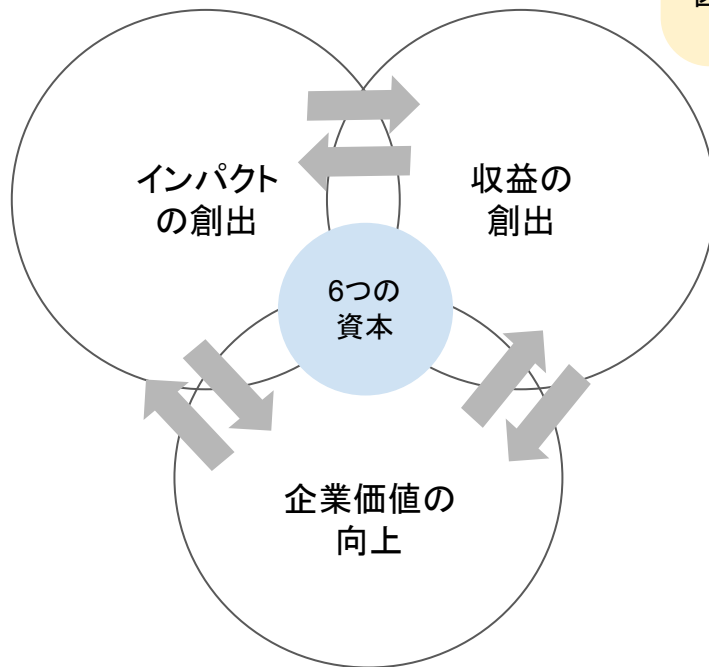 インパクト
の創出
収益の
創出
6つの
資本
企業価値の
向上